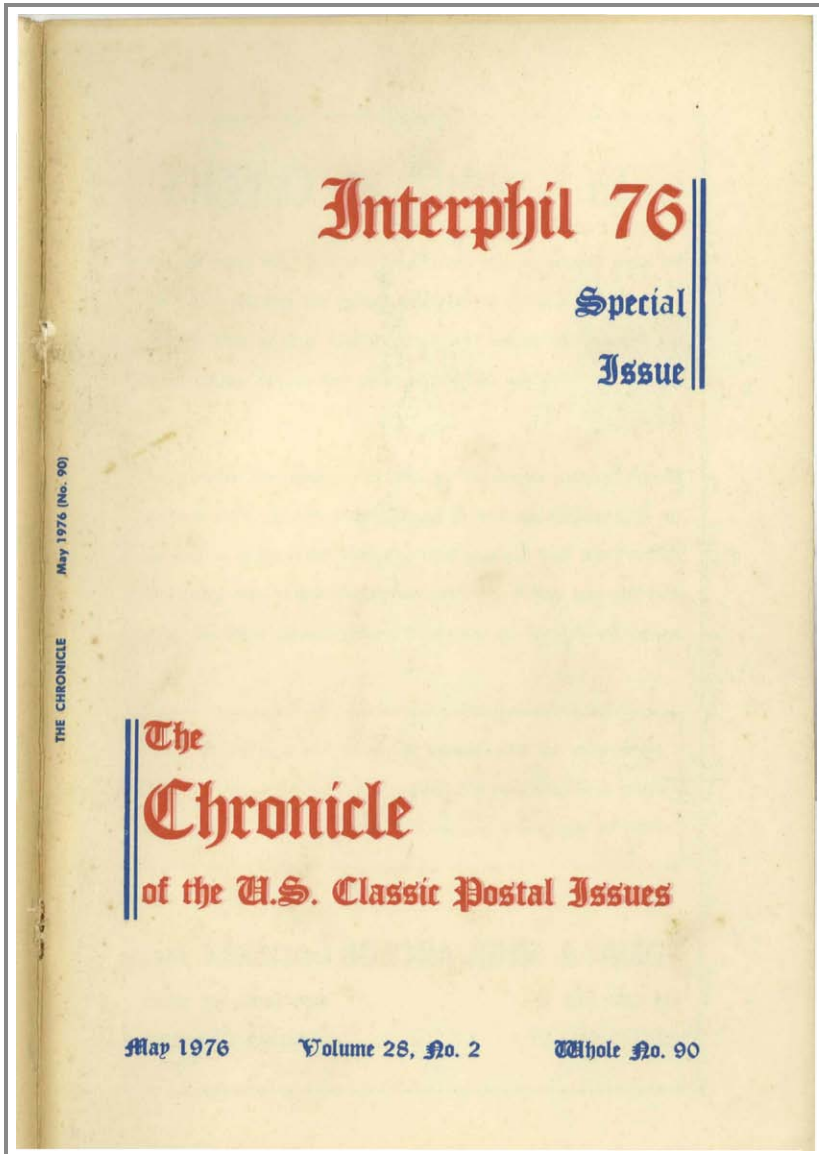 Interphil 76
Special
Issue
THE CHRONICLE May 1976 (No. 90)
The
Chronicle
of the U.S. Classic Postal Issues
May 1976 Volume 28, No. 2 Whole No. 90